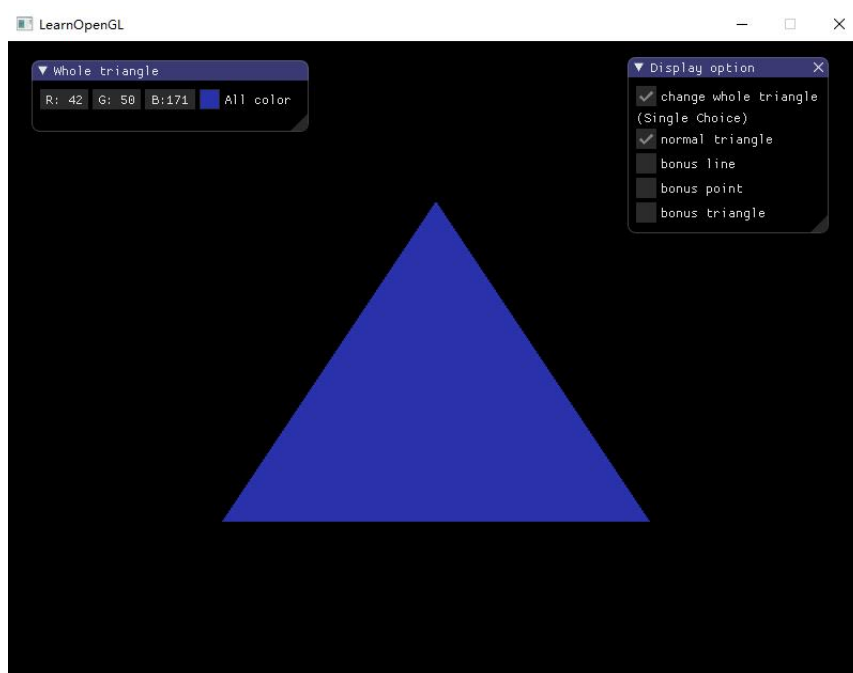 LearnOpenGL
Whole triangle
R: 42 G: 50 B:171 All color
Display option
change whole triangle
(Single Choice)
normal triangle
bonus line
bonus point
bonus triangle